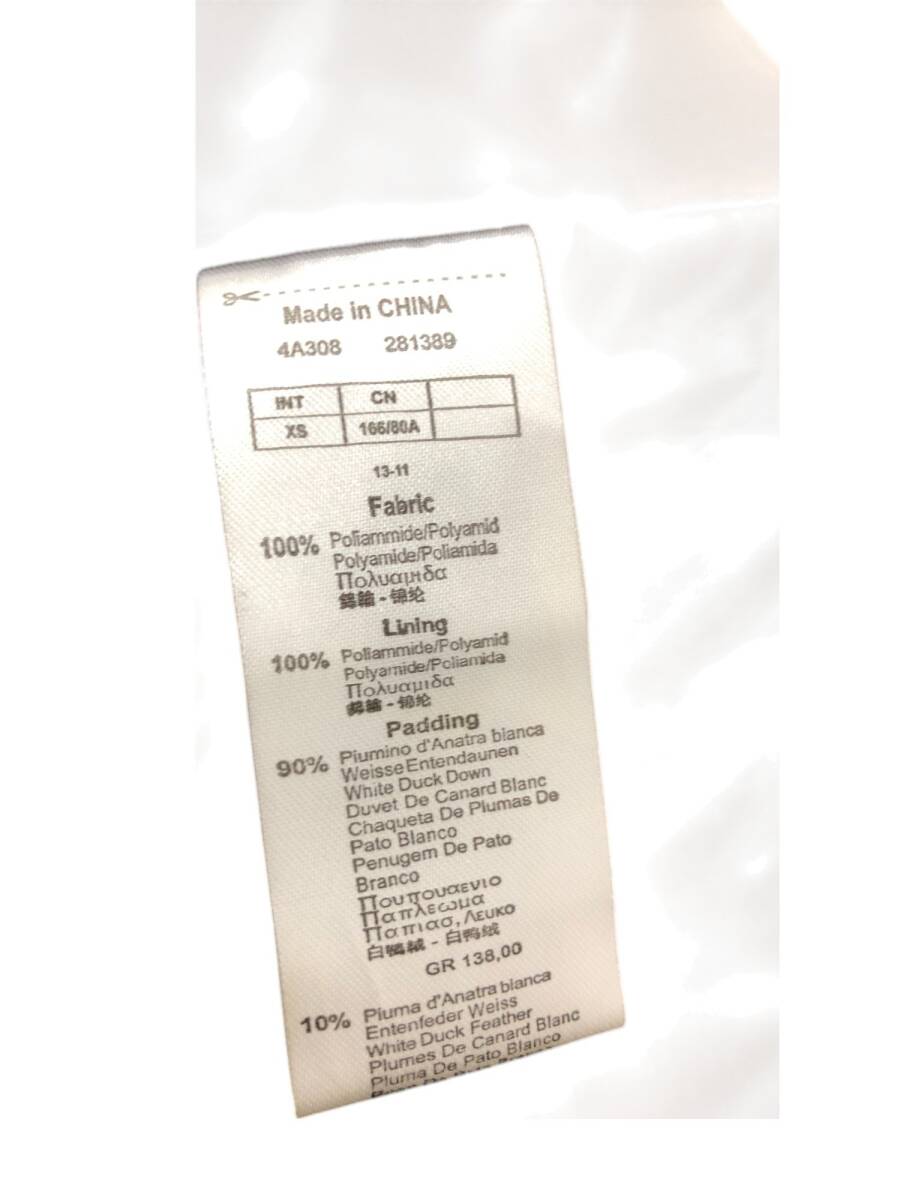 Made in CHINA
4A308 281389
INT CN
XS 166/80A
13-11
Fabric
100% Poliammide/Polyamid
Polyamide/Poliamida
Πολυαμιδα
錦綸 - 锦纶
Lining
100% Poliammide/Polyamid
Polyamide/Poliamida
Πολυαμιδα
錦綸 - 锦纶
Padding
90% Piumino d'Anatra bianca
Weisse Entendaunen
White Duck Down
Duvet De Canard Blanc
Chaqueta De Plumas De
Pato Blanco
Penugem De Pato
Branco
Πουπουαενιο
Παπλεωμα
Παπιασ, Λευκο
白鴨絨 - 白鸭绒
GR 138,00
10% Piuma d'Anatra bianca
Entenfeder Weiss
White Duck Feather
Plumes De Canard Blanc
Pluma De Pato Blanco